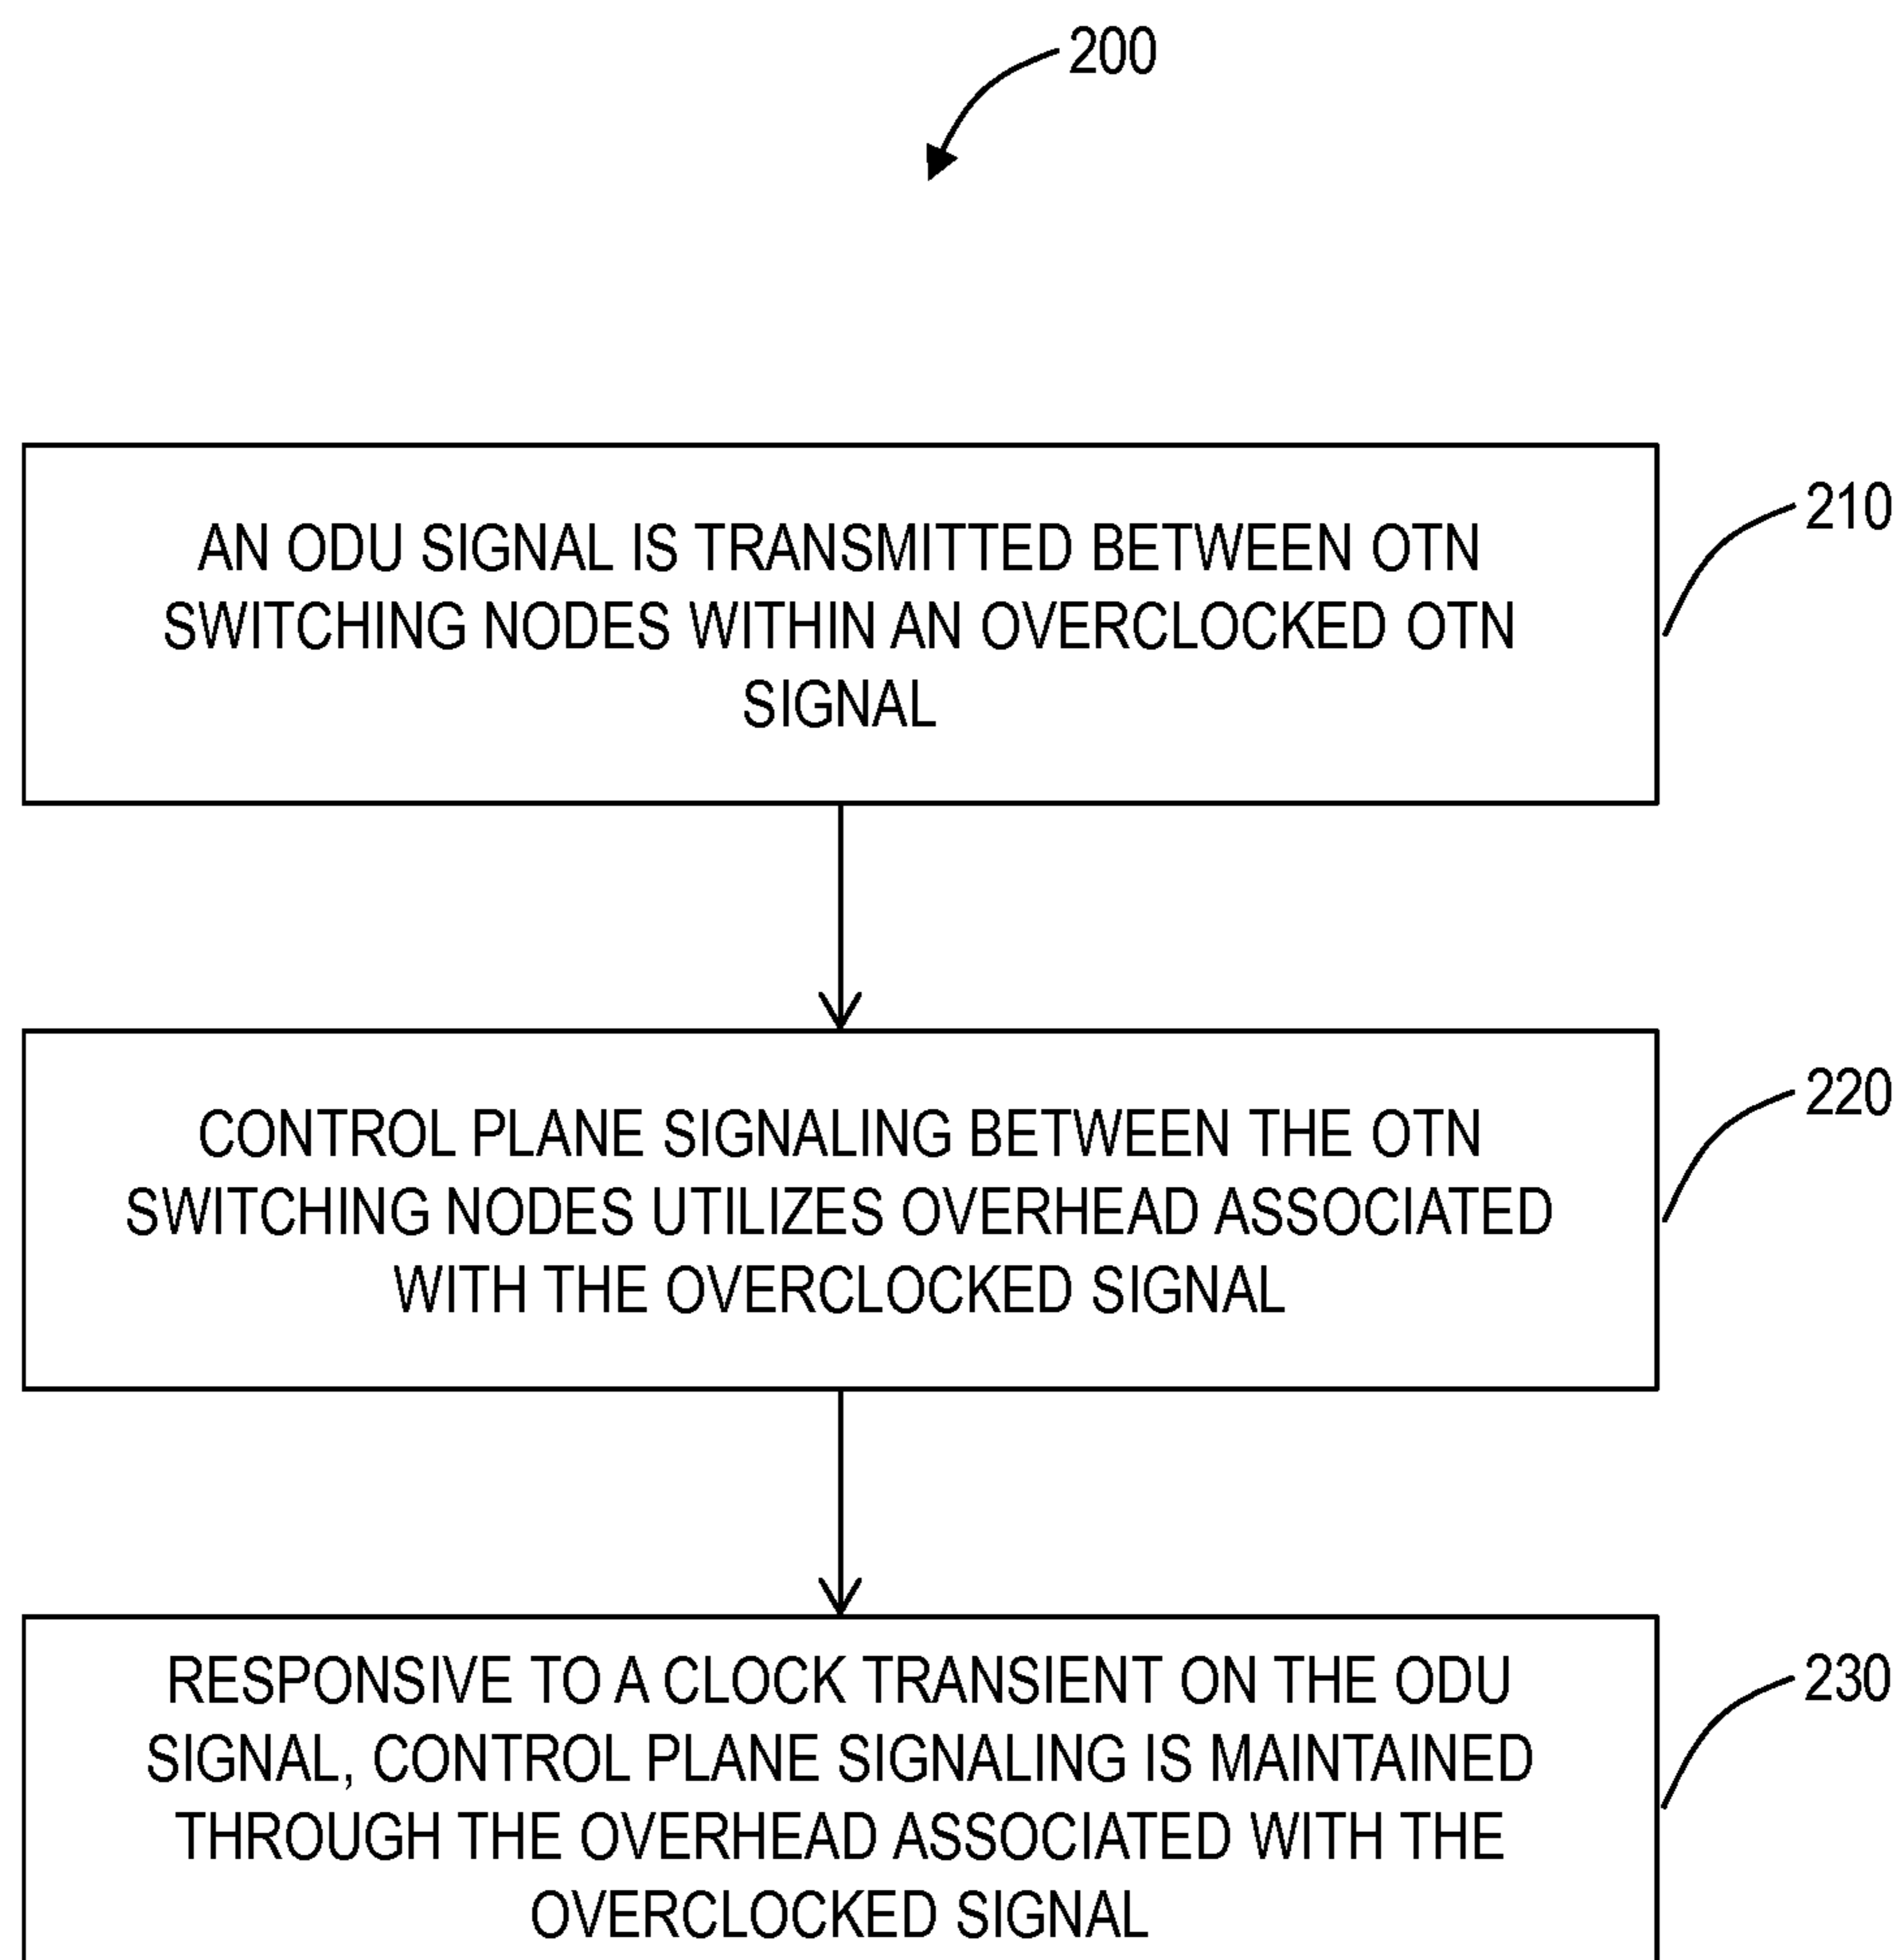 200
210
AN ODU SIGNAL IS TRANSMITTED BETWEEN OTN
SWITCHING NODES WITHIN AN OVERCLOCKED OTN
SIGNAL
220
CONTROL PLANE SIGNALING BETWEEN THE OTN
SWITCHING NODES UTILIZES OVERHEAD ASSOCIATED
WITH THE OVERCLOCKED SIGNAL
230
RESPONSIVE TO A CLOCK TRANSIENT ON THE ODU
SIGNAL, CONTROL PLANE SIGNALING IS MAINTAINED
THROUGH THE OVERHEAD ASSOCIATED WITH THE
OVERCLOCKED SIGNAL